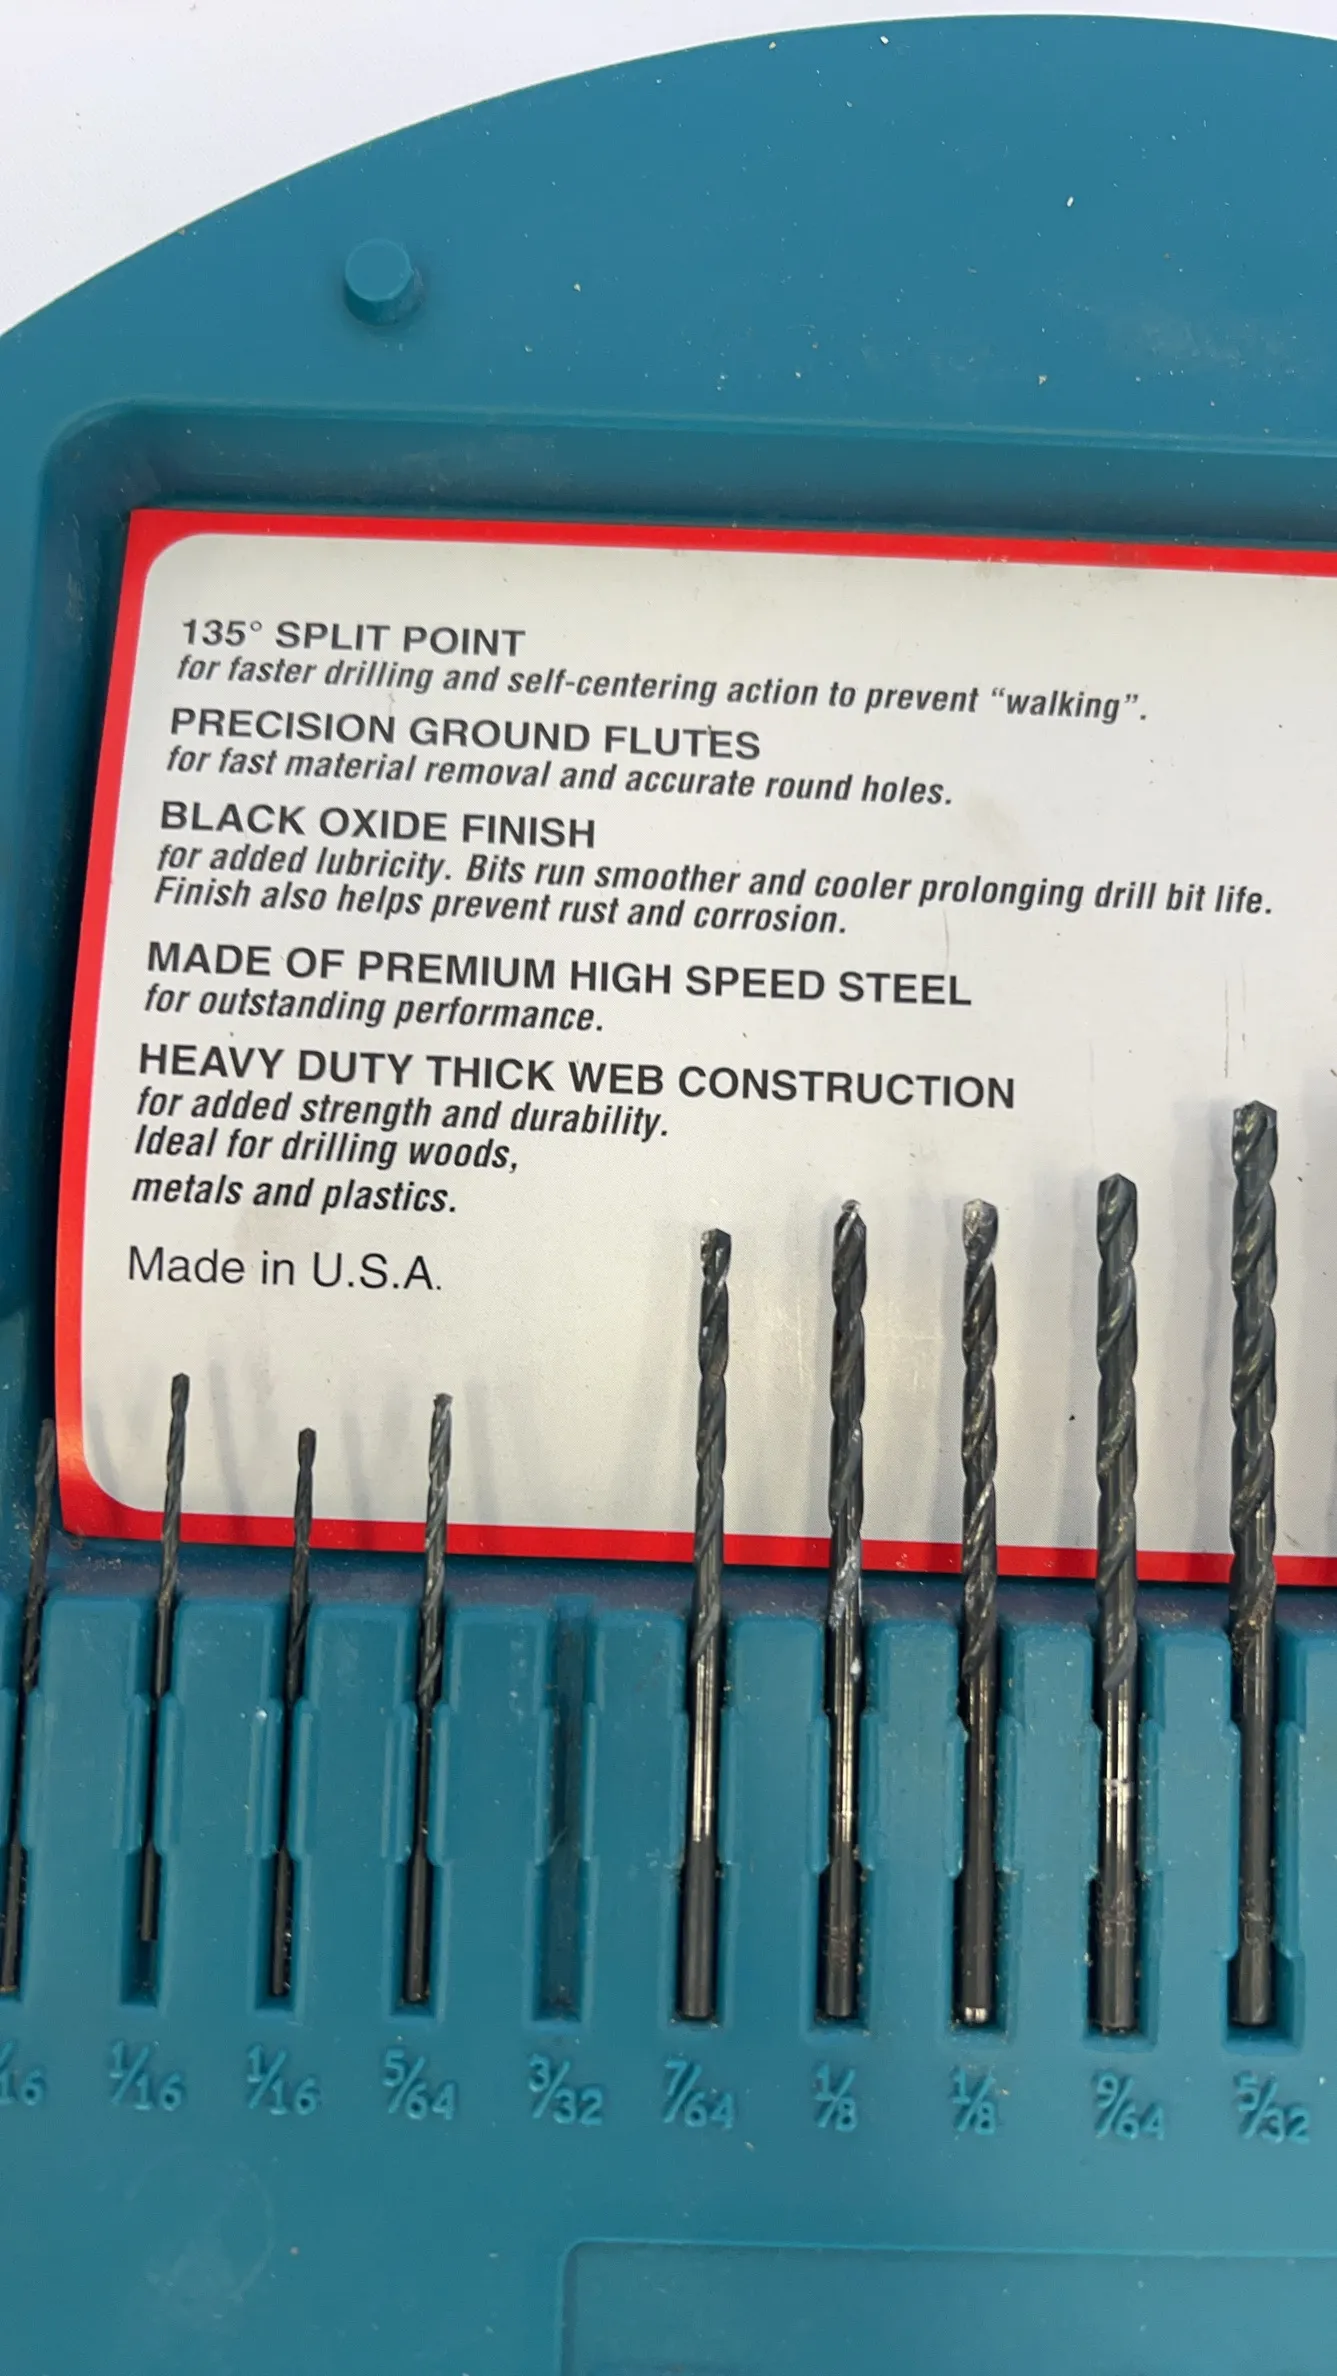 135° SPLIT POINT
for faster drilling and self-centering action to prevent “walking”.
PRECISION GROUND FLUTES
for fast material removal and accurate round holes.
BLACK OXIDE FINISH
for added lubricity. Bits run smoother and cooler prolonging drill bit life.
Finish also helps prevent rust and corrosion.
MADE OF PREMIUM HIGH SPEED STEEL
for outstanding performance.
HEAVY DUTY THICK WEB CONSTRUCTION
for added strength and durability.
Ideal for drilling woods,
metals and plastics.
Made in U.S.A.
1/16 1/16 5/64 3/32 7/64 1/8 1/8 9/64 5/32